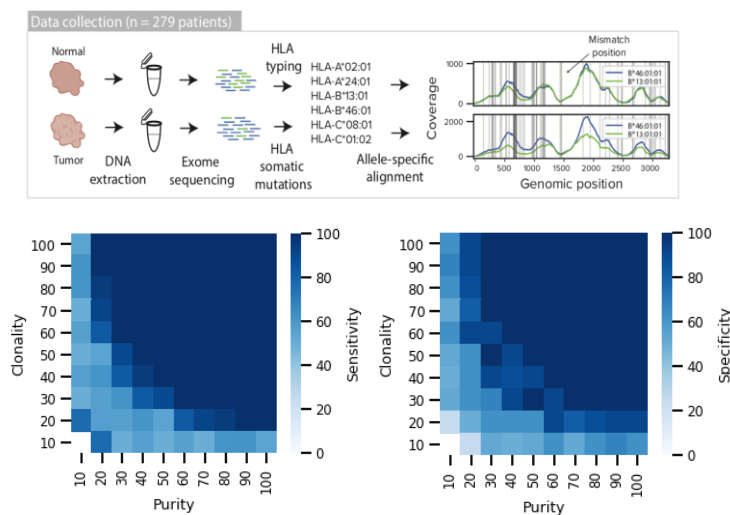 Data collection (n = 279 patients)
Normal
Tumor
DNA
extraction
Exome
sequencing
HLA
typing
HLA
somatic
mutations
HLA-A*02:01
HLA-A*24:01
HLA-B*13:01
HLA-B*46:01
HLA-C*08:01
HLA-C*01:02
Allele-specific
alignment
Mismatch
position
Coverage
1000
0
B*46:01:01
B*13:01:01
2000
0
B*46:01:01
B*13:01:01
0 500 1000 1500 2000 2500 3000
Genomic position
Clonality
100
90
80
70
60
50
40
30
20
10
10 20 30 40 50 60 70 80 90 100
Purity
100
80
60
40
20
0
Sensitivity
Clonality
100
90
80
70
60
50
40
30
20
10
10 20 30 40 50 60 70 80 90 100
Purity
100
80
60
40
20
0
Specificity